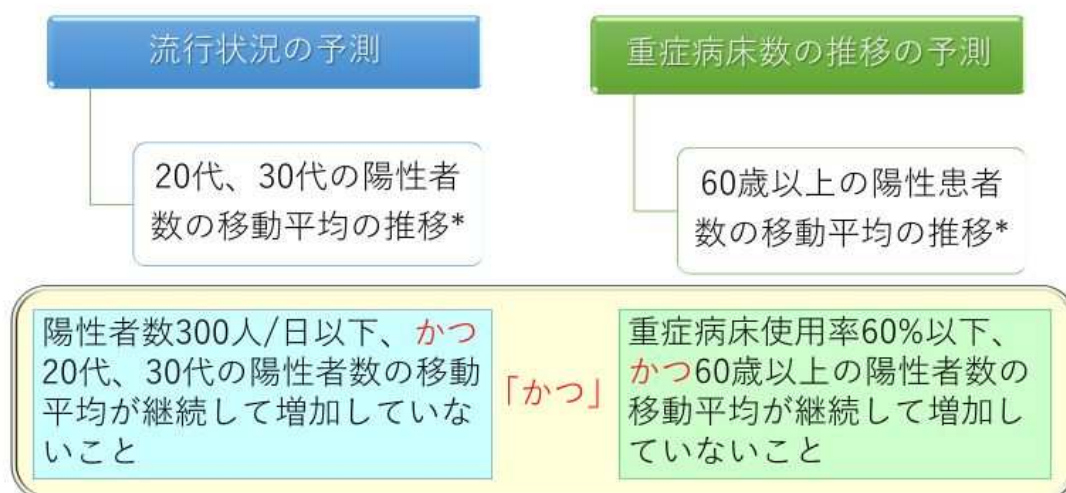 流行状況の予測
重症病床数の推移の予測
20代、30代の陽性者
数の移動平均の推移*
60歳以上の陽性患者
数の移動平均の推移*
陽性者数300人/日以下、かつ
20代、30代の陽性者数の移動
平均が継続して増加していな
いこと
「かつ」
重症病床使用率60%以下、
かつ60歳以上の陽性者数の
移動平均が継続して増加し
ていないこと